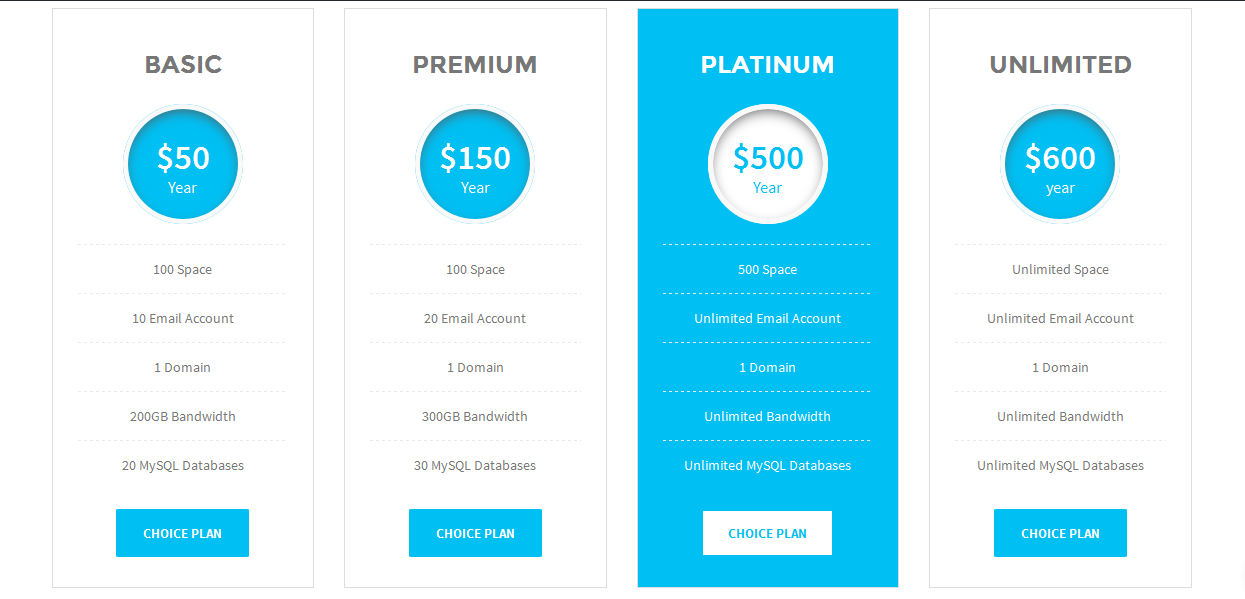 BASIC
$50
Year
100 Space
10 Email Account
1 Domain
200GB Bandwidth
20 MySQL Databases
CHOICE PLAN
PREMIUM
$150
Year
100 Space
20 Email Account
1 Domain
300GB Bandwidth
30 MySQL Databases
CHOICE PLAN
PLATINUM
$500
Year
500 Space
Unlimited Email Account
1 Domain
Unlimited Bandwidth
Unlimited MySQL Databases
CHOICE PLAN
UNLIMITED
$600
year
Unlimited Space
Unlimited Email Account
1 Domain
Unlimited Bandwidth
Unlimited MySQL Databases
CHOICE PLAN